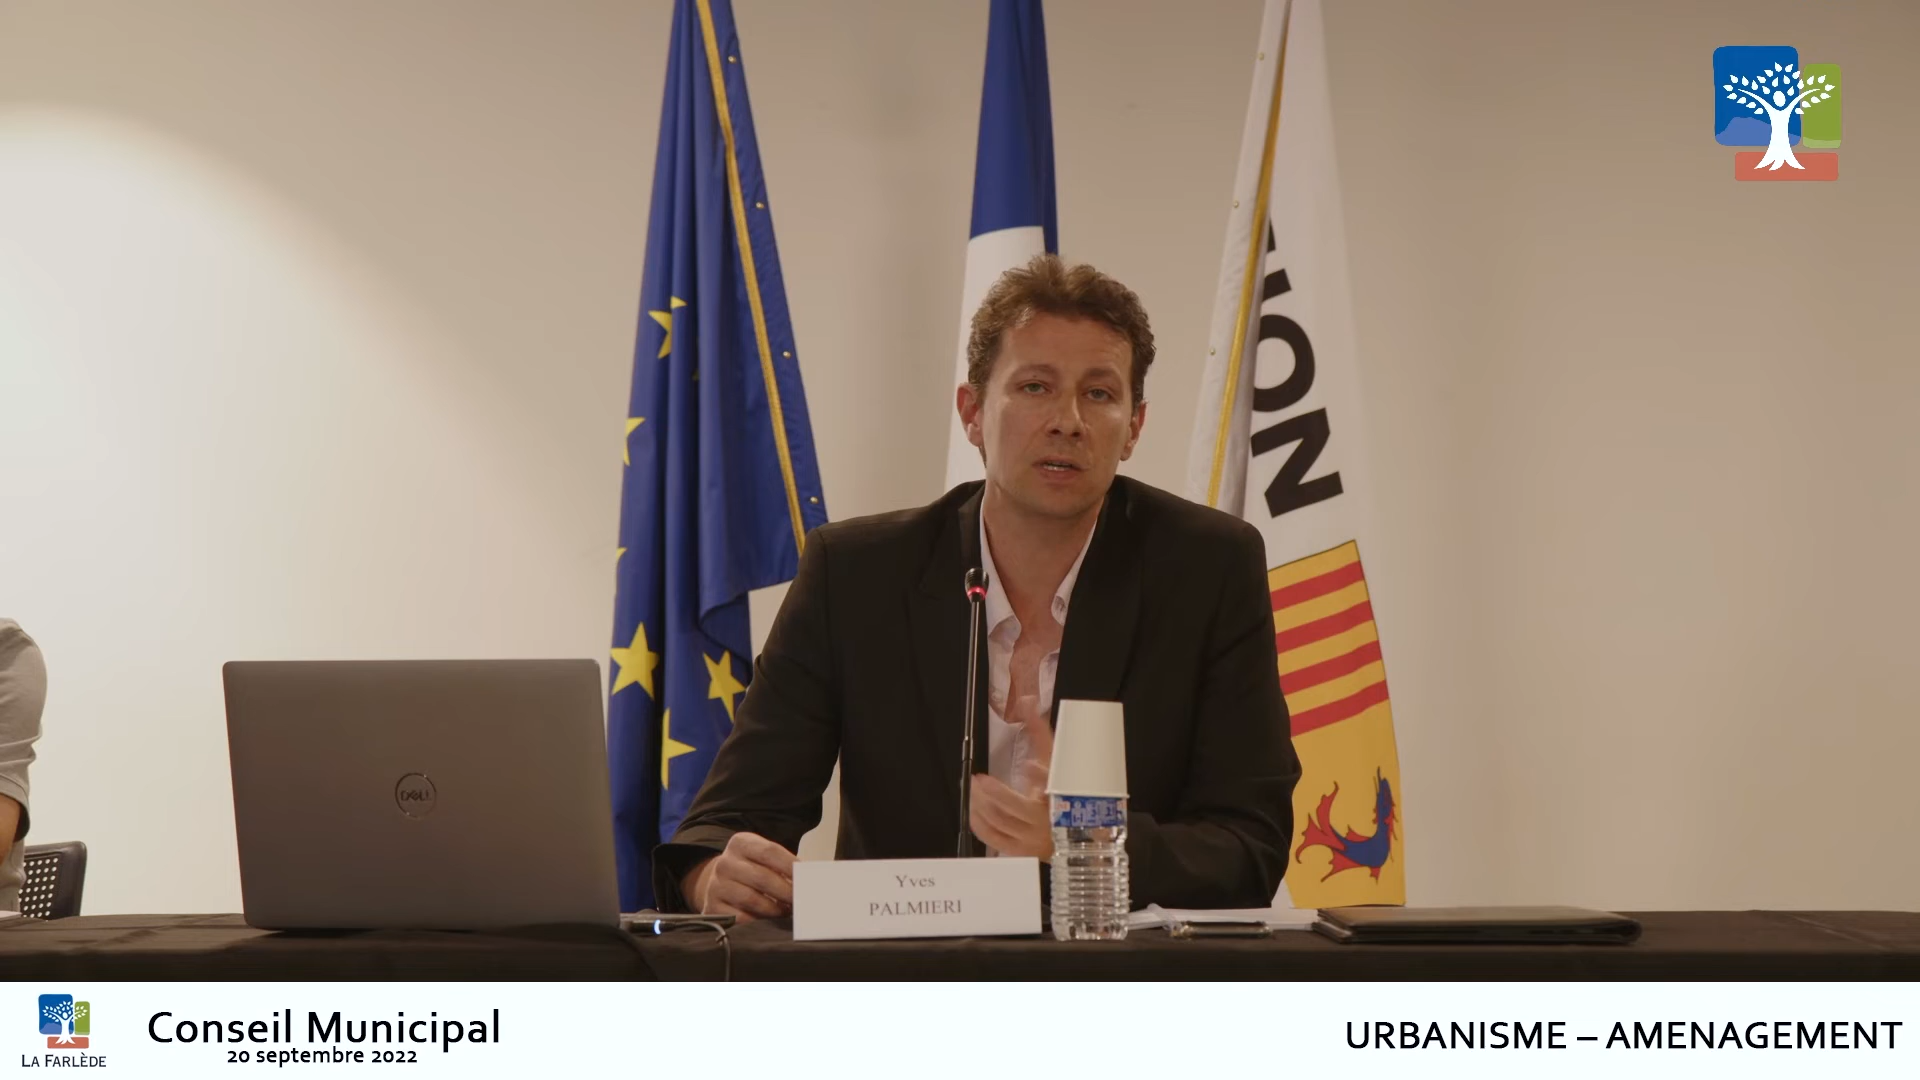 ION
DELL
Yves
PALMIERI
LA FARLÈDE
Conseil Municipal
20 septembre 2022
URBANISME – AMENAGEMENT